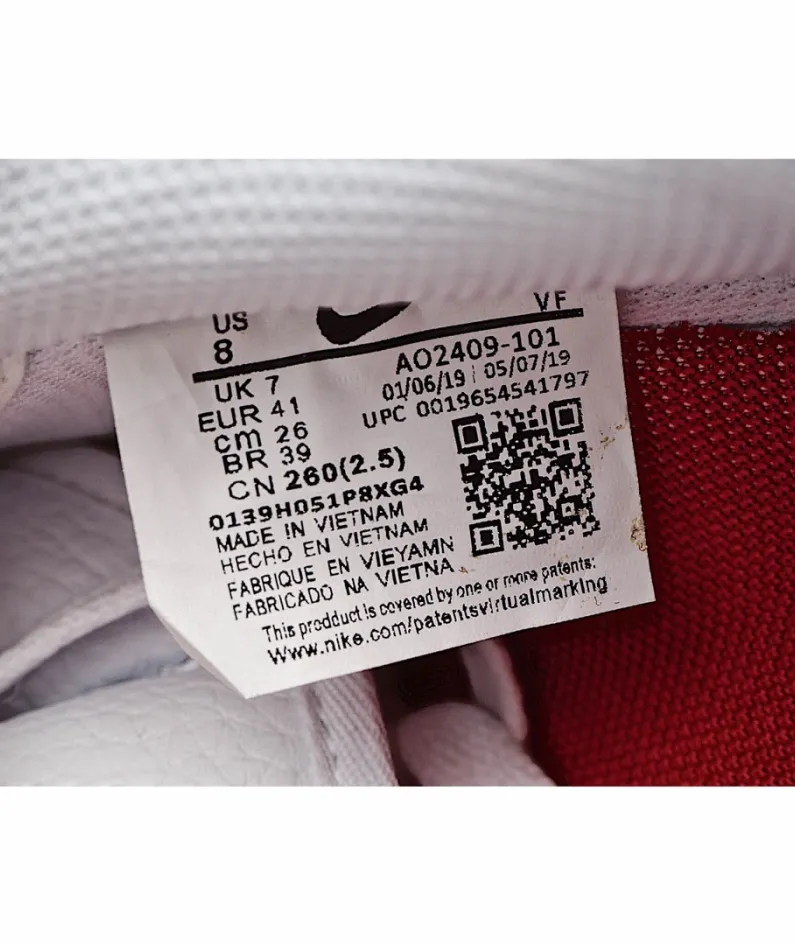 US
8
VF
AO2409-101
01/06/19 | 05/07/19
UPC 0019654541797
UK 7
EUR 41
cm 26
BR 39
CN 260(2.5)
0139H051P8XG4
MADE IN VIETNAM
HECHO EN VIETNAM
FABRIQUE EN VIEYAMN
FABRICADO NA VIETNA
This prodduct is covered by one or more patents:
Www.nike.com/patentsvirtualmarking